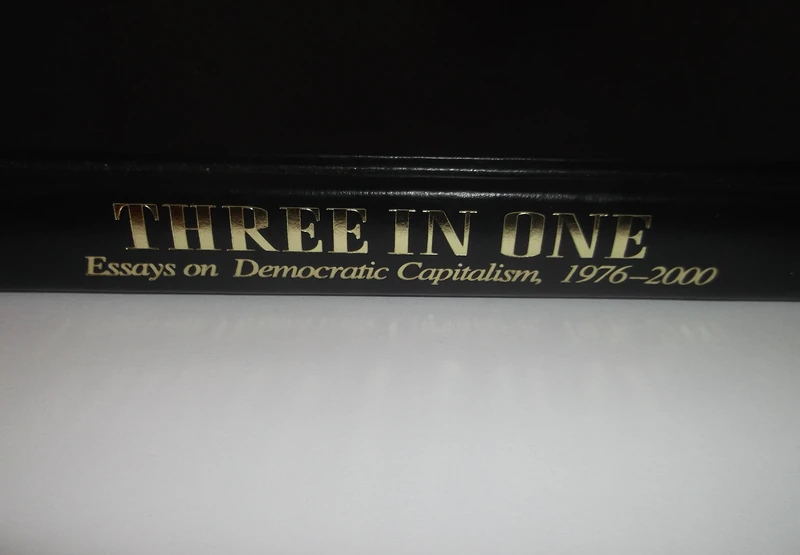 THREE IN ONE
Essays on Democratic Capitalism, 1976–2000